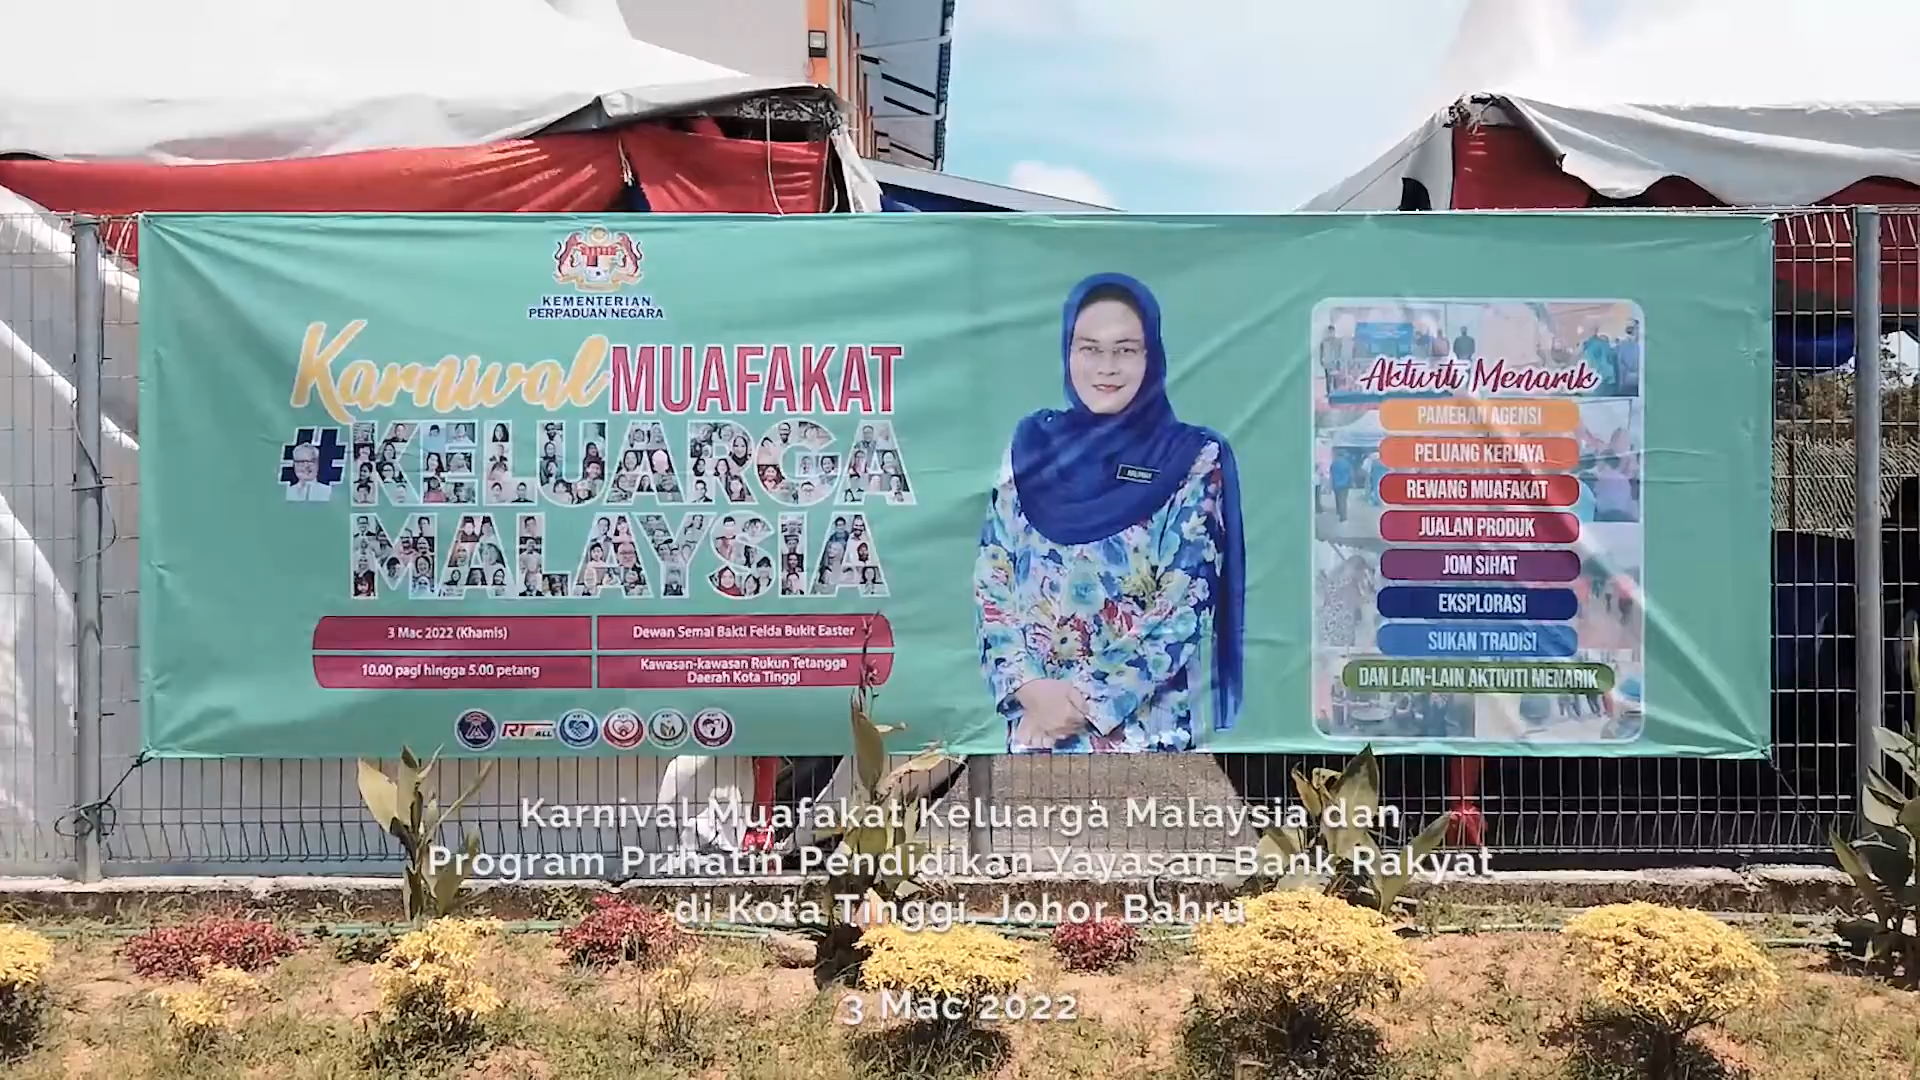 KEMENTERIAN
PERPADUAN NEGARA
Karnival MUAFAKAT
#KELUARGA
MALAYSIA
3 Mac 2022 (Khamis)
Dewan Semai Bakti Felda Bukit Easter
10.00 pagi hingga 5.00 petang
Kawasan-kawasan Rukun Tetangga
Daerah Kota Tinggi
RT
ALL
Aktiviti Menarik
PAMERAN AGENSI
PELUANG KERJAYA
REWANG MUAFAKAT
JUALAN PRODUK
JOM SIHAT
EKSPLORASI
SUKAN TRADISI
DAN LAIN-LAIN AKTIVITI MENARIK
Karnival Muafakat Keluarga Malaysia dan
Program Prihatin Pendidikan Yayasan Bank Rakyat
di Kota Tinggi, Johor Bahru
3 Mac 2022